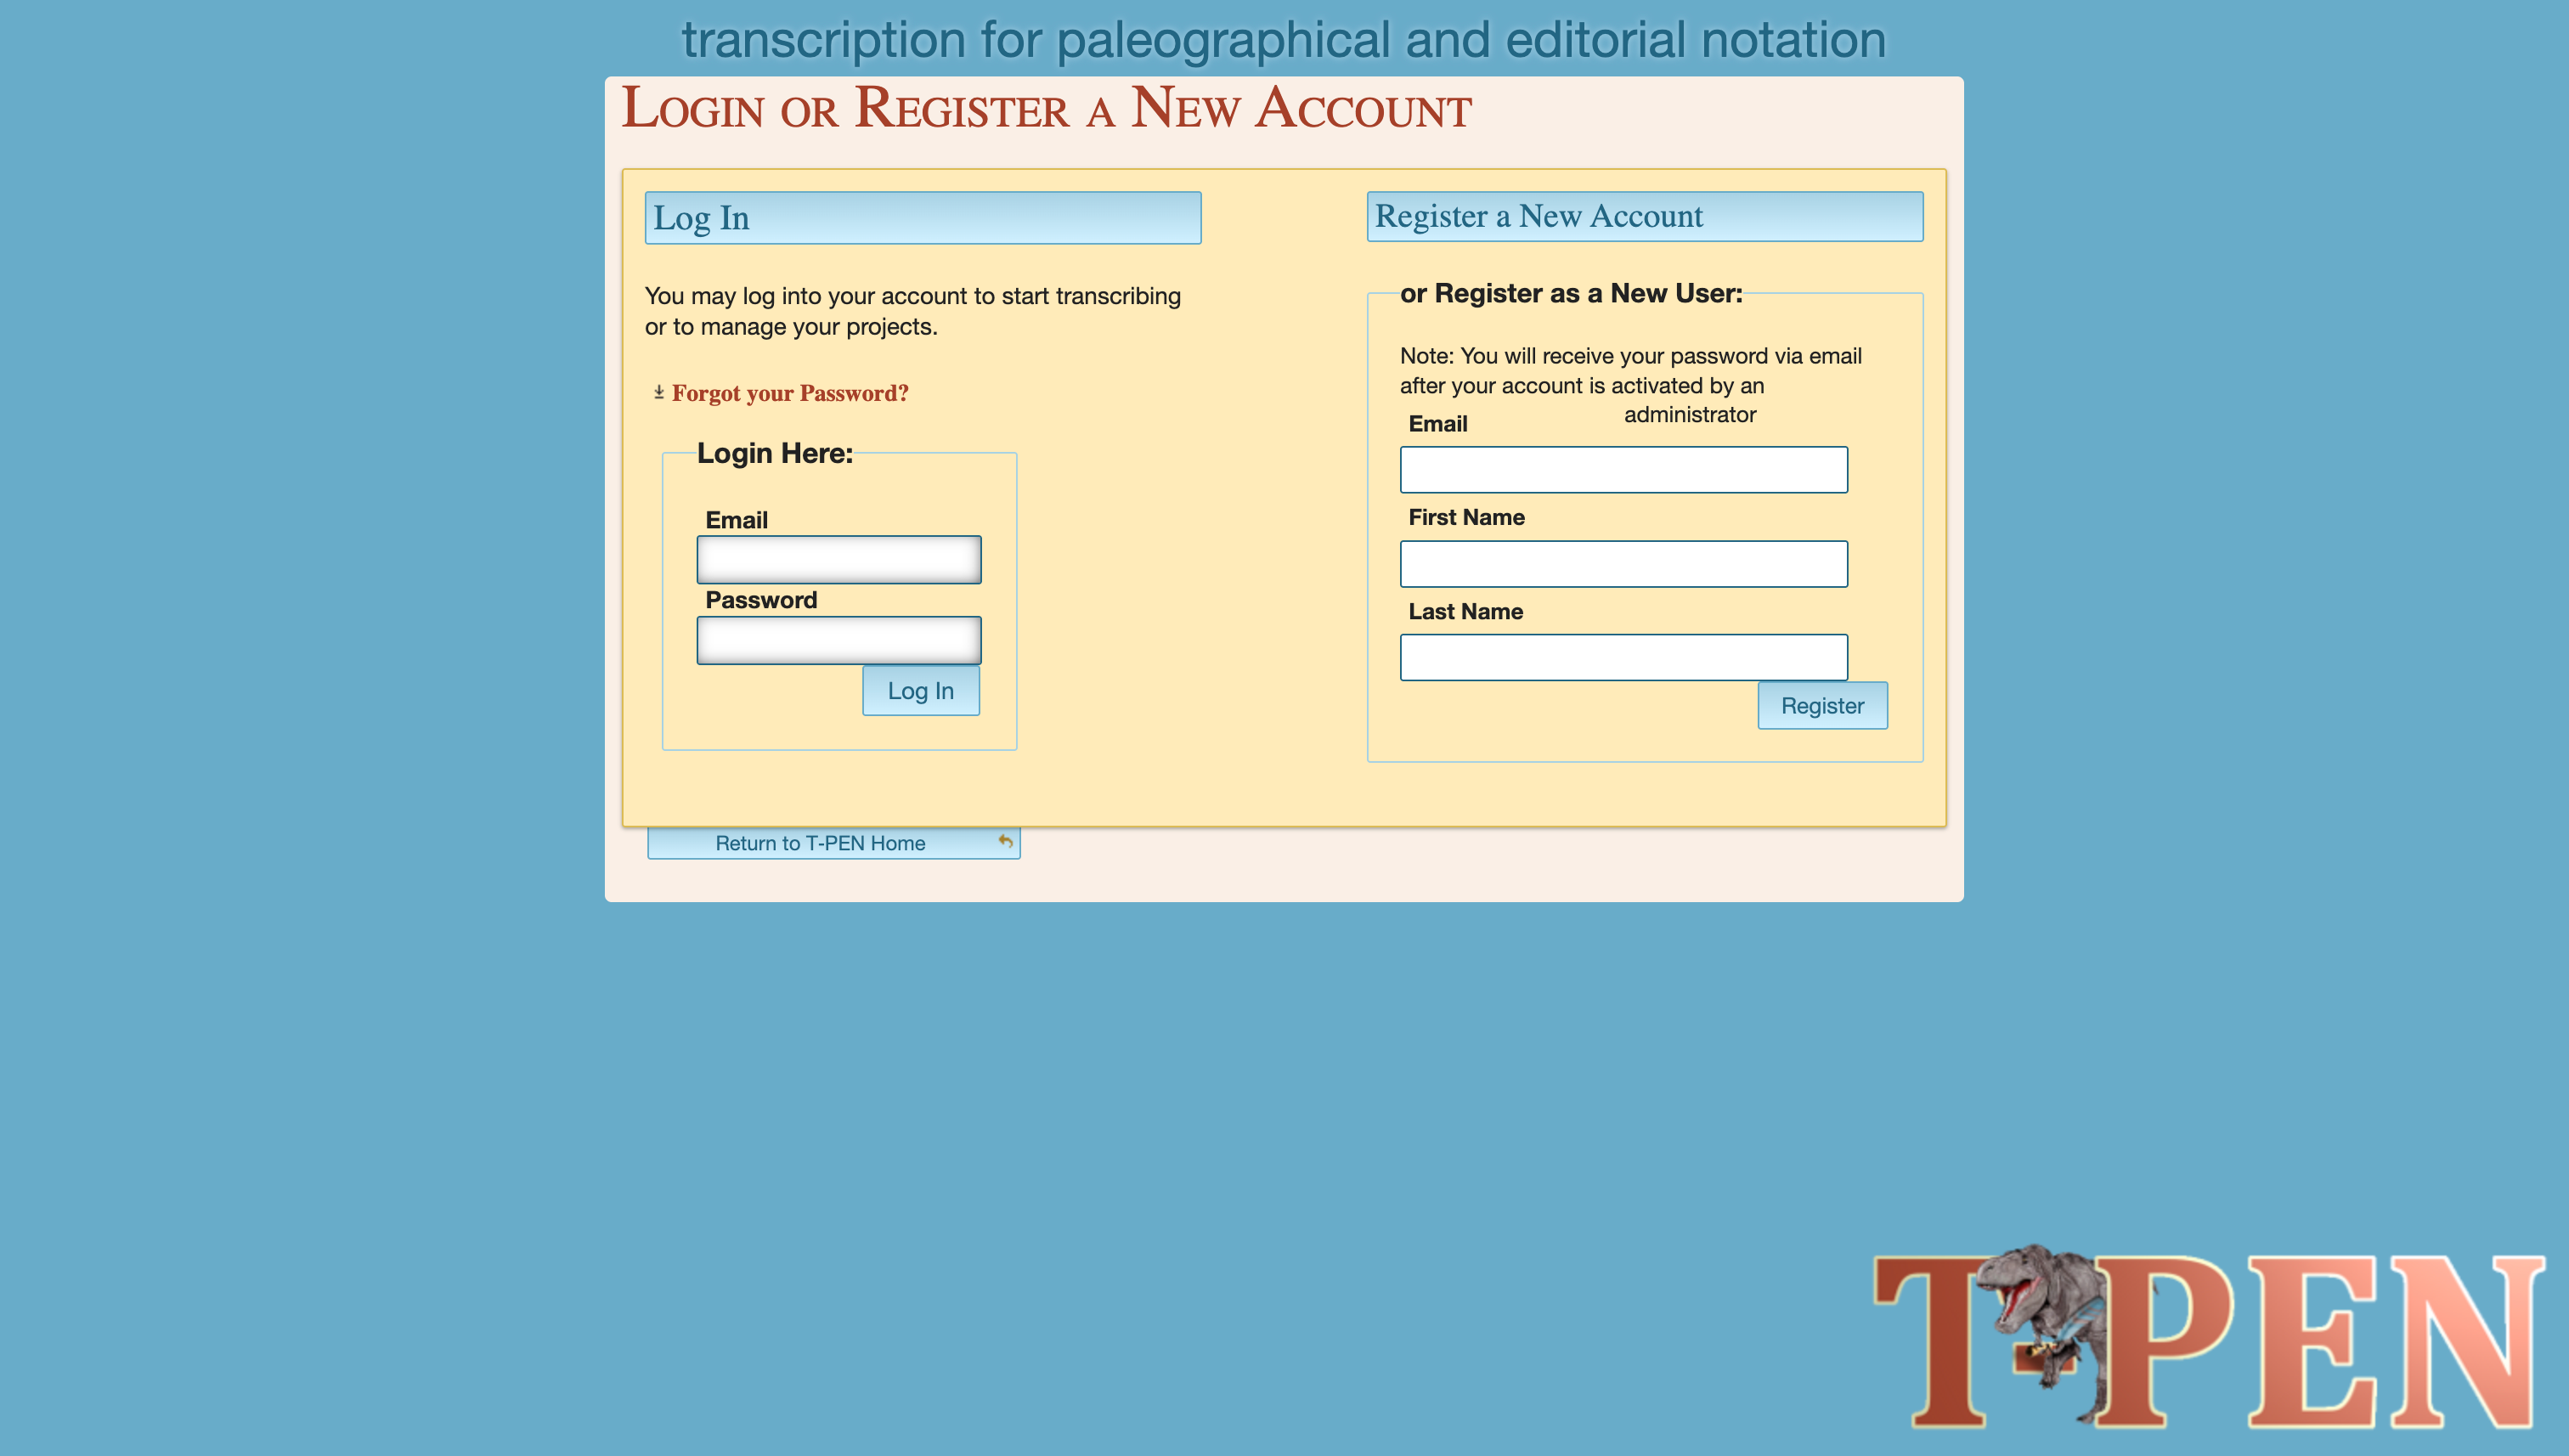 transcription for paleographical and editorial notation
Login or Register a New Account
Log In
You may log into your account to start transcribing
or to manage your projects.
Forgot your Password?
Login Here:
Email
Password
Log In
Register a New Account
or Register as a New User:
Note: You will receive your password via email
after your account is activated by an
administrator
Email
First Name
Last Name
Register
Return to T-PEN Home
T-PEN